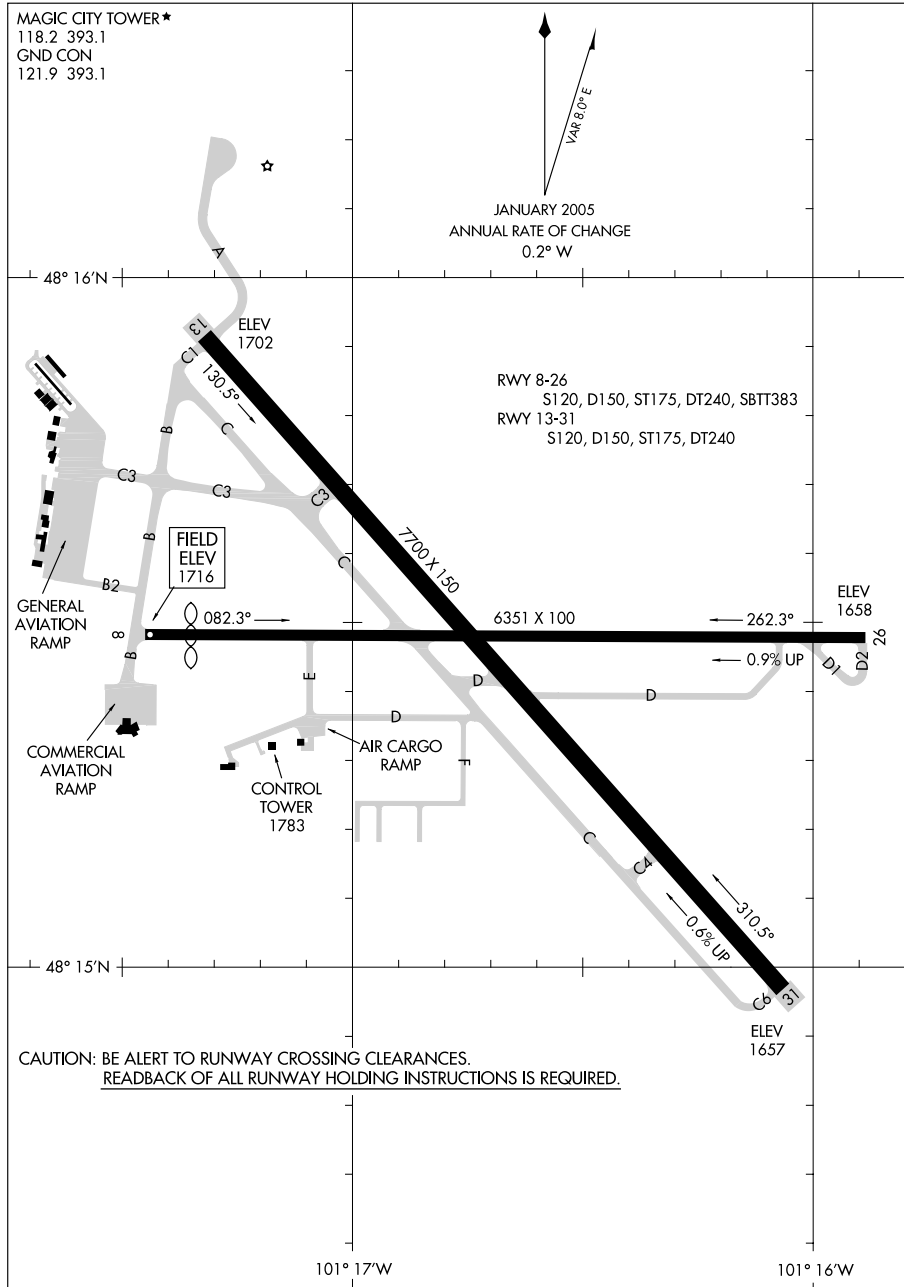 MAGIC CITY TOWER★
118.2 393.1
GND CON
121.9 393.1
VAR 8.0° E
JANUARY 2005
ANNUAL RATE OF CHANGE
0.2° W
A
48° 16'N
13
ELEV
1702
C1
130.5°
RWY 8-26
S120, D150, ST175, DT240, SBTT383
RWY 13-31
S120, D150, ST175, DT240
B
C
C3
C3
C3
B
FIELD
ELEV
1716
7700 X 150
C
B2
GENERAL
AVIATION
RAMP
ELEV
1658
8
082.3°
6351 X 100
262.3°
26
B
0.9% UP
D1
D2
E
D
D
D
COMMERCIAL
AVIATION
RAMP
AIR CARGO
RAMP
F
CONTROL
TOWER
1783
C
C4
310.5°
0.6% UP
48° 15'N
C6
31
ELEV
1657
CAUTION: BE ALERT TO RUNWAY CROSSING CLEARANCES.
READBACK OF ALL RUNWAY HOLDING INSTRUCTIONS IS REQUIRED.
101° 17'W
101° 16'W